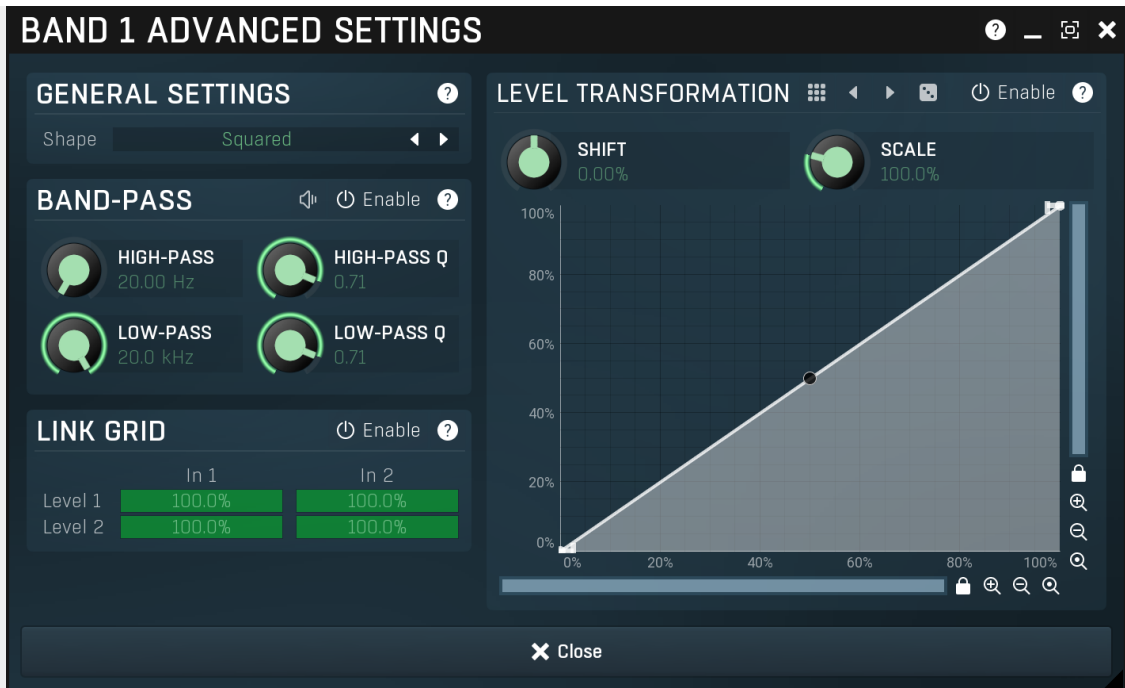 BAND 1 ADVANCED SETTINGS
GENERAL SETTINGS
Shape Squared
BAND-PASS Enable
HIGH-PASS
20.00 Hz
HIGH-PASS Q
0.71
LOW-PASS
20.0 kHz
LOW-PASS Q
0.71
LINK GRID Enable
In 1 In 2
Level 1 100.0% 100.0%
Level 2 100.0% 100.0%
LEVEL TRANSFORMATION Enable
SHIFT
0.00%
SCALE
100.0%
100%
80%
60%
40%
20%
0%
0% 20% 40% 60% 80% 100%
Close